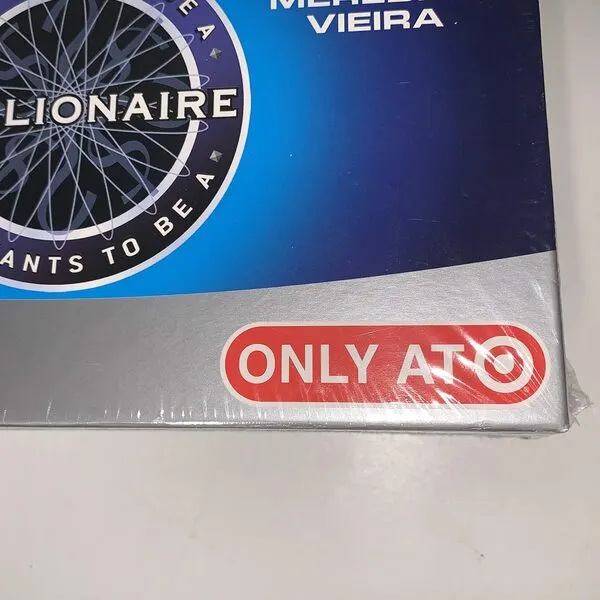 VIEIRA
E A
LIONAIRE
ANTS TO BE A
ONLY AT